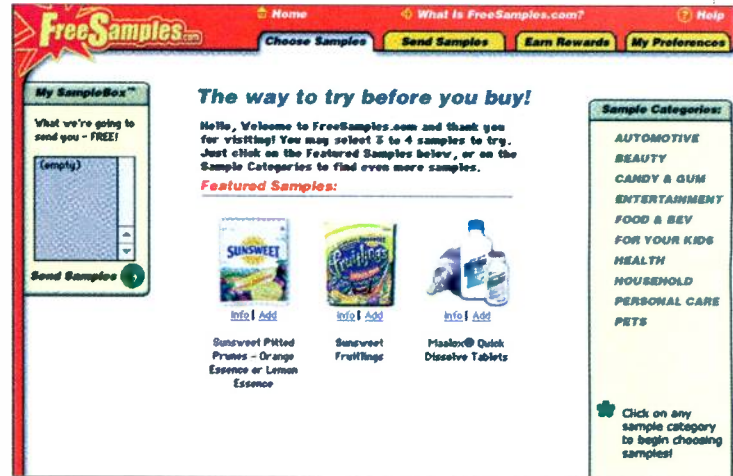 FreeSamples.com
Home
What Is FreeSamples.com?
Help
Choose Samples
Send Samples
Earn Rewards
My Preferences
My SampleBox™
What we're going to
send you - FREE!
(empty)
Send Samples
The way to try before you buy!
Hello, Welcome to FreeSamples.com and thank you
for visiting! You may select 3 to 4 samples to try.
Just click on the Featured Samples below, or on the
Sample Categories to find even more samples.
Featured Samples:
SUNSWEET
Info | Add
Sunsweet Pitted
Prunes - Orange
Essence or Lemon
Essence
Fruitlings
Info | Add
Sunsweet
Fruitlings
Info | Add
Maalox® Quick
Dissolve Tablets
Sample Categories:
AUTOMOTIVE
BEAUTY
CANDY & GUM
ENTERTAINMENT
FOOD & BEV
FOR YOUR KIDS
HEALTH
HOUSEHOLD
PERSONAL CARE
PETS
Click on any
sample category
to begin choosing
samples!